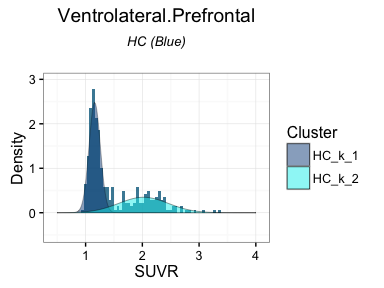 Ventrolateral.Prefrontal
HC (Blue)
3
2
1
0
Density
1 2 3 4
SUVR
Cluster
HC_k_1
HC_k_2